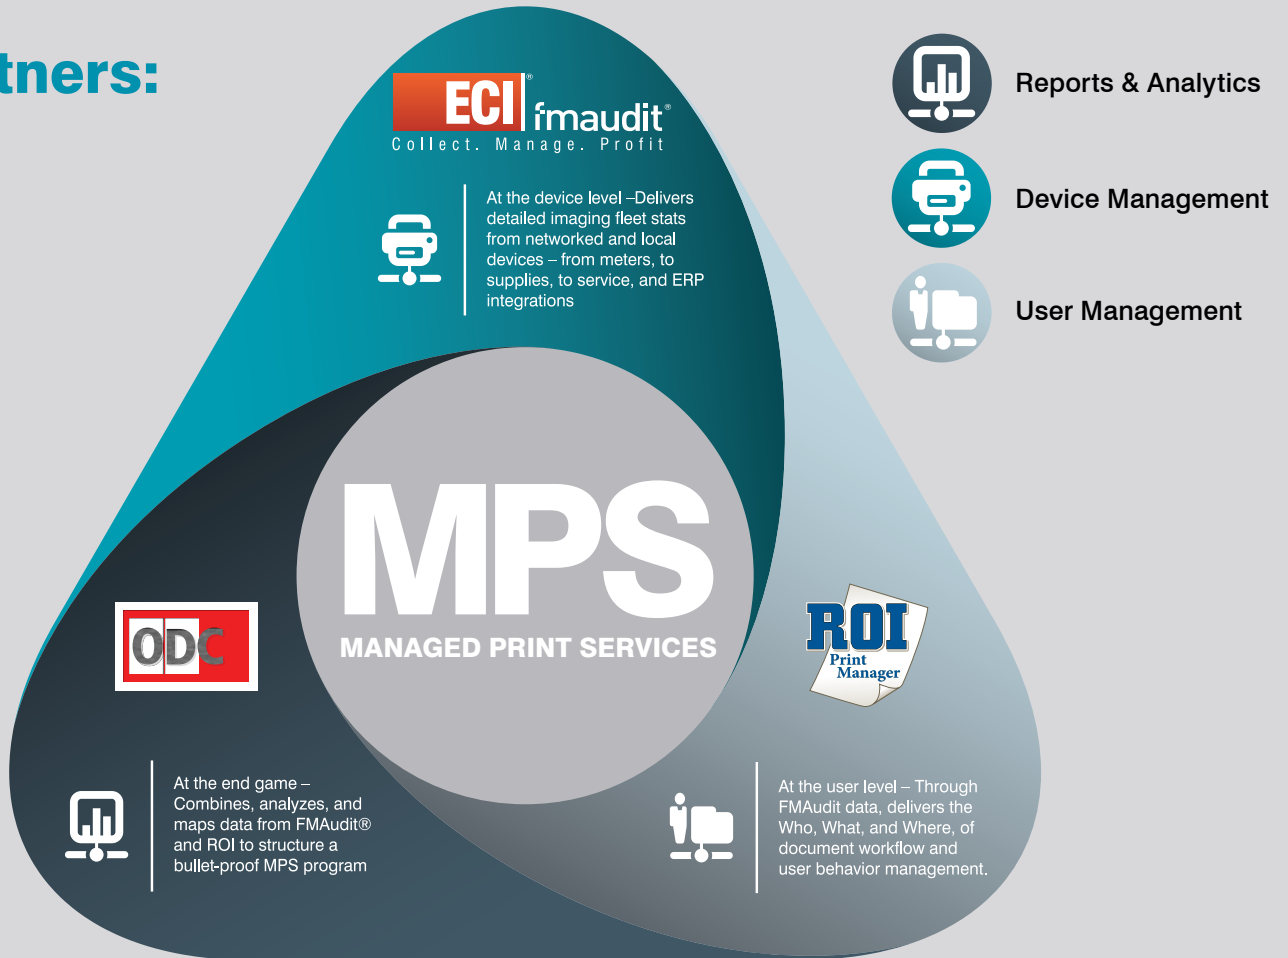 tners:
ECI® fmaudit®
Collect. Manage. Profit
At the device level –Delivers
detailed imaging fleet stats
from networked and local
devices – from meters, to
supplies, to service, and ERP
integrations
Reports & Analytics
Device Management
User Management
MPS
MANAGED PRINT SERVICES
ODC
ROI
Print
Manager
At the end game –
Combines, analyzes, and
maps data from FMAudit®
and ROI to structure a
bullet-proof MPS program
At the user level – Through
FMAudit data, delivers the
Who, What, and Where, of
document workflow and
user behavior management.